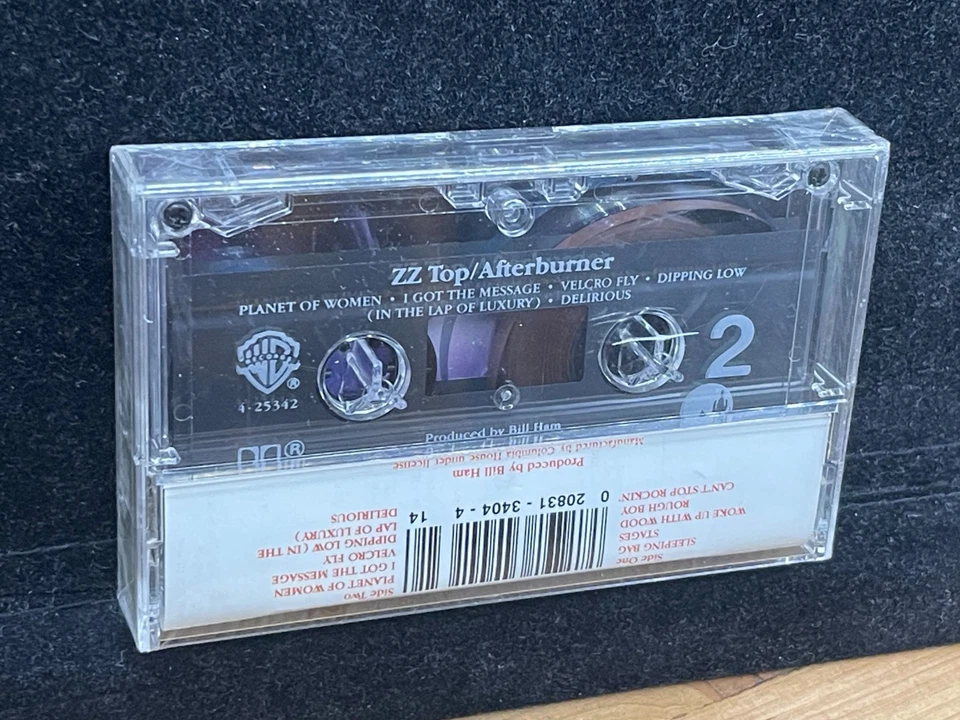 ZZ Top/Afterburner
PLANET OF WOMEN • I GOT THE MESSAGE • VELCRO FLY • DIPPING LOW
(IN THE LAP OF LUXURY) • DELIRIOUS
RECORDS
®
4-25342
2
Produced by Bill Ham
®
Side One
SLEEPING BAG
STAGES
WOKE UP WITH WOOD
ROUGH BOY
CAN'T STOP ROCKIN'
0 20831 - 3404 - 4 14
Side Two
PLANET OF WOMEN
I GOT THE MESSAGE
VELCRO FLY
DIPPING LOW (IN THE
LAP OF LUXURY)
DELIRIOUS
Produced by Bill Ham
Manufactured by Columbia House under license